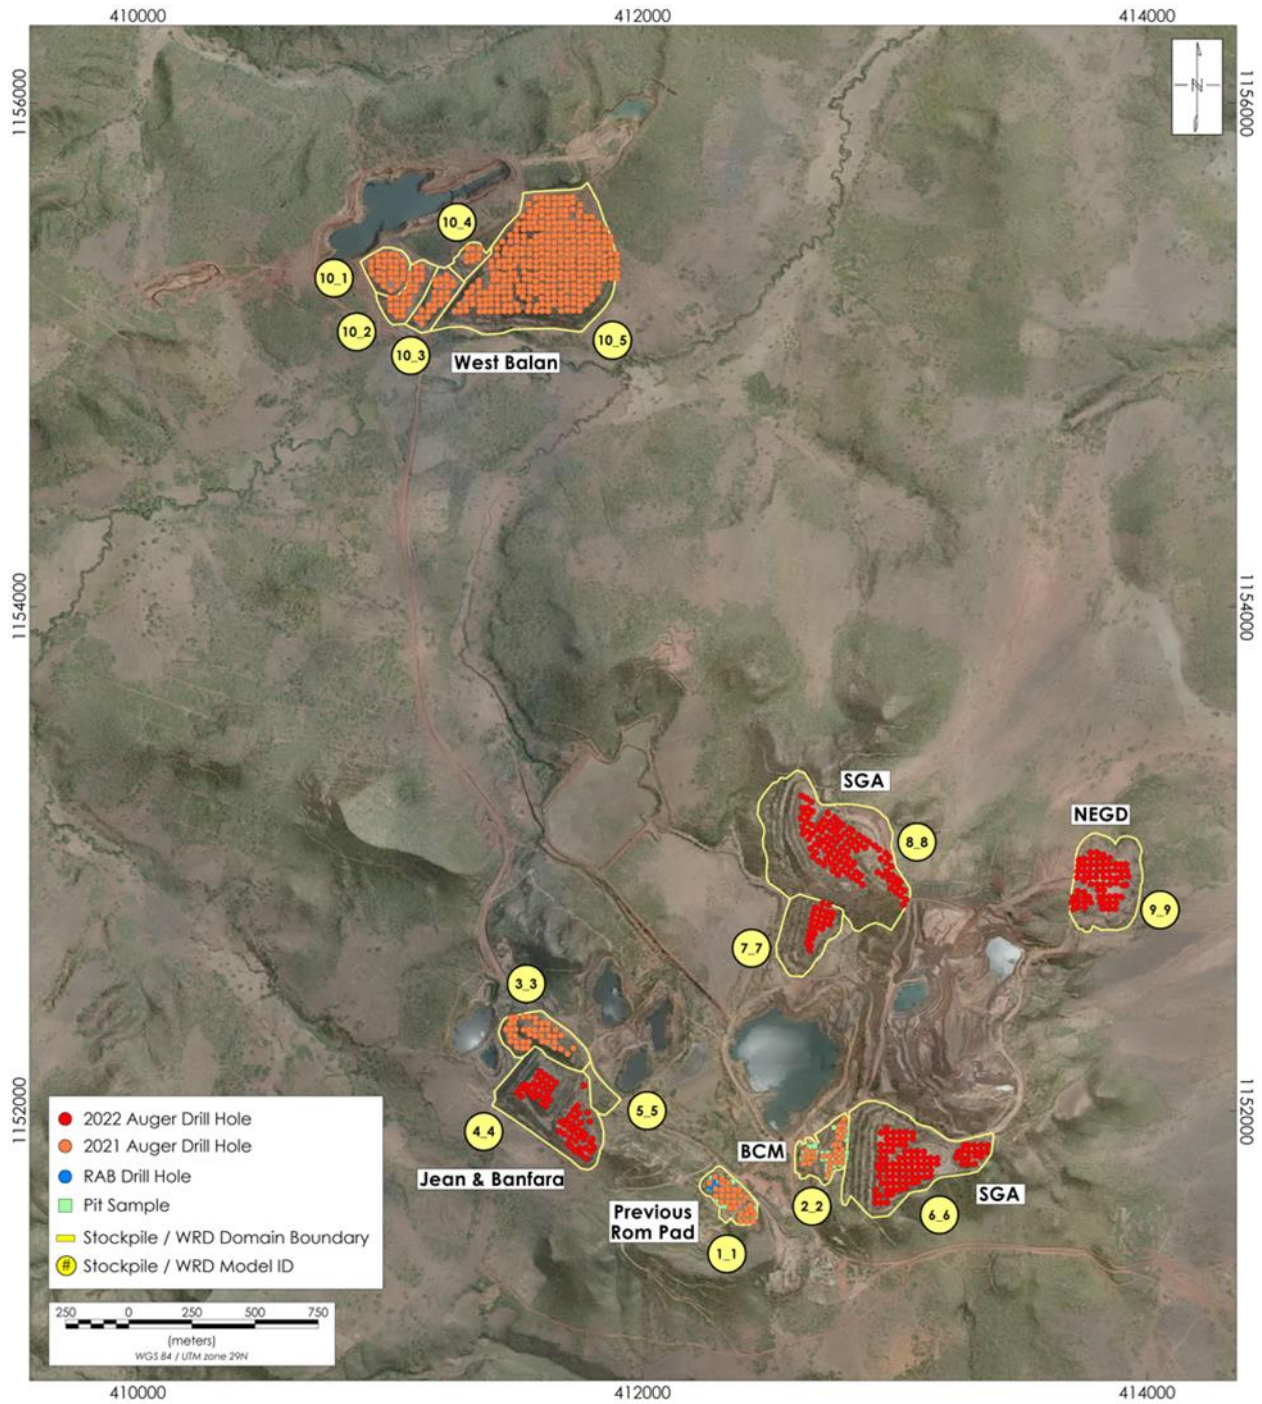 410000
412000
414000
1156000
1156000
N
10_4
10_1
10_2
10_3
10_5
West Balan
1154000
1154000
SGA
8_8
NEGD
9_9
7_7
3_3
5_5
4_4
Jean & Banfara
1152000
1152000
BCM
2_2
SGA
6_6
Previous
Rom Pad
1_1
2022 Auger Drill Hole
2021 Auger Drill Hole
RAB Drill Hole
Pit Sample
Stockpile / WRD Domain Boundary
# Stockpile / WRD Model ID
250 0 250 500 750
(meters)
WGS 84 / UTM zone 29N
410000
412000
414000